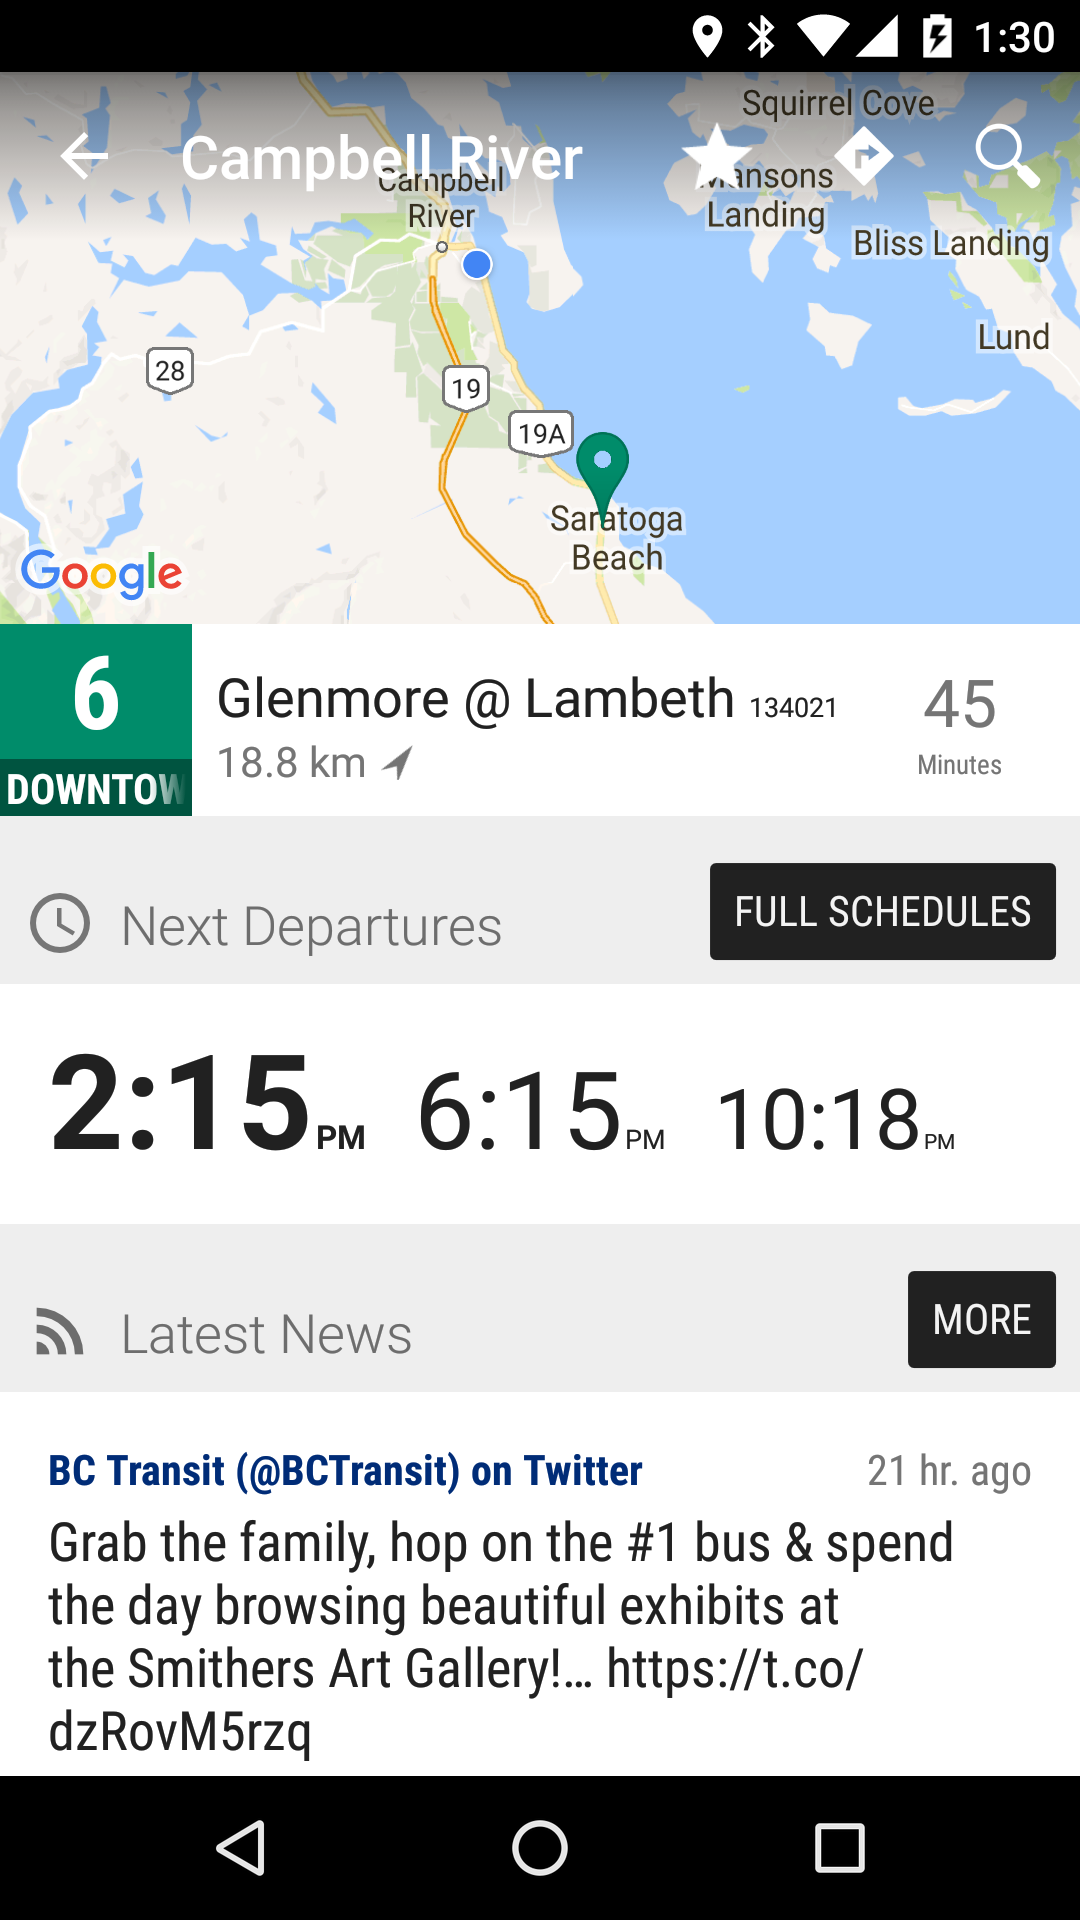 1:30
Campbell River
Squirrel Cove
Campbell
River
Mansons
Landing
Bliss Landing
Lund
28
19
19A
Saratoga
Beach
Google
6
DOWNTOW
Glenmore @ Lambeth 134021
18.8 km
45
Minutes
Next Departures
FULL SCHEDULES
2:15 PM 6:15 PM 10:18 PM
Latest News
MORE
BC Transit (@BCTransit) on Twitter
21 hr. ago
Grab the family, hop on the #1 bus & spend
the day browsing beautiful exhibits at
the Smithers Art Gallery!… https://t.co/
dzRovM5rzq